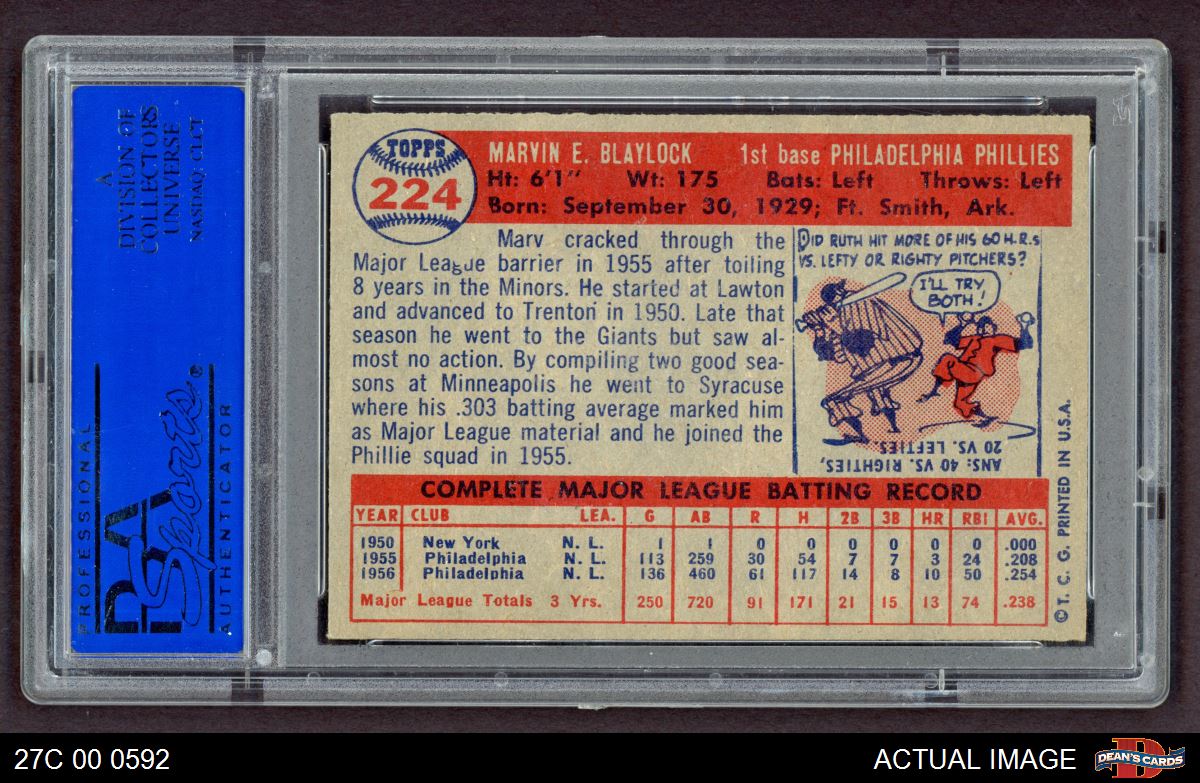 A
DIVISION OF
COLLECTORS
UNIVERSE
NASDAQ: CLCT
PROFESSIONAL
PSA
Sports®
AUTHENTICATOR
TOPPS
224
MARVIN E. BLAYLOCK 1st base PHILADELPHIA PHILLIES
Ht: 6'1" Wt: 175 Bats: Left Throws: Left
Born: September 30, 1929; Ft. Smith, Ark.
Marv cracked through the
Major League barrier in 1955 after toiling
8 years in the Minors. He started at Lawton
and advanced to Trenton in 1950. Late that
season he went to the Giants but saw al-
most no action. By compiling two good sea-
sons at Minneapolis he went to Syracuse
where his .303 batting average marked him
as Major League material and he joined the
Phillie squad in 1955.
DID RUTH HIT MORE OF HIS 60 H.R.s
VS. LEFTY OR RIGHTY PITCHERS?
I'LL TRY
BOTH!
ANS: 40 VS. RIGHTIES,
20 VS. LEFTIES.
COMPLETE MAJOR LEAGUE BATTING RECORD
YEAR CLUB LEA. G AB R H 2B 3B HR RBI AVG.
1950 New York N. L. 1 1 0 0 0 0 0 0 .000
1955 Philadelphia N. L. 113 259 30 54 7 7 3 24 .208
1956 Philadelphia N. L. 136 460 61 117 14 8 10 50 .254
Major League Totals 3 Yrs. 250 720 91 171 21 15 13 74 .238
© T. C. G. PRINTED IN U.S.A.
27C 00 0592
ACTUAL IMAGE
D
DEAN'S CARDS